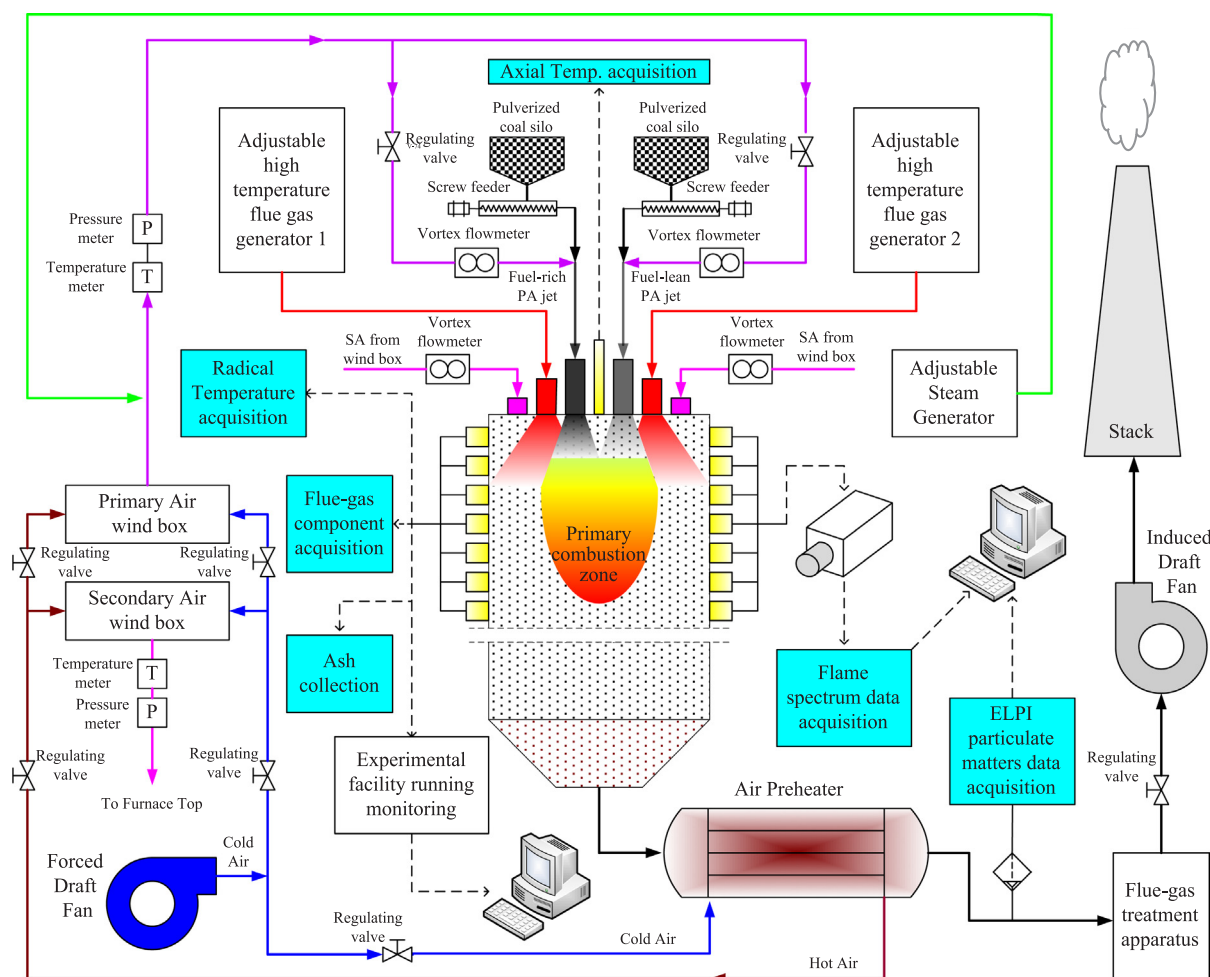 Axial Temp. acquisition
Adjustable
high
temperature
flue gas
generator 1
Regulating
valve
Pulverized
coal silo
Pulverized
coal silo
Regulating
valve
Adjustable
high
temperature
flue gas
generator 2
Screw feeder
Screw feeder
Pressure
meter
P
Vortex flowmeter
Vortex flowmeter
Temperature
meter
T
Fuel-rich
PA jet
Fuel-lean
PA jet
SA from
wind box
Vortex
flowmeter
Vortex
flowmeter
SA from
wind box
Radical
Temperature
acquisition
Adjustable
Steam
Generator
Stack
Primary Air
wind box
Flue-gas
component
acquisition
Primary
combustion
zone
Induced
Draft
Fan
Regulating
valve
Regulating
valve
Secondary Air
wind box
Temperature
meter
T
Pressure
meter
P
Ash
collection
Flame
spectrum data
acquisition
ELPI
particulate
matters data
acquisition
Regulating
valve
Regulating
valve
Regulating
valve
To Furnace Top
Experimental
facility running
monitoring
Air Preheater
Forced
Draft
Fan
Cold
Air
Regulating
valve
Cold Air
Hot Air
Flue-gas
treatment
apparatus